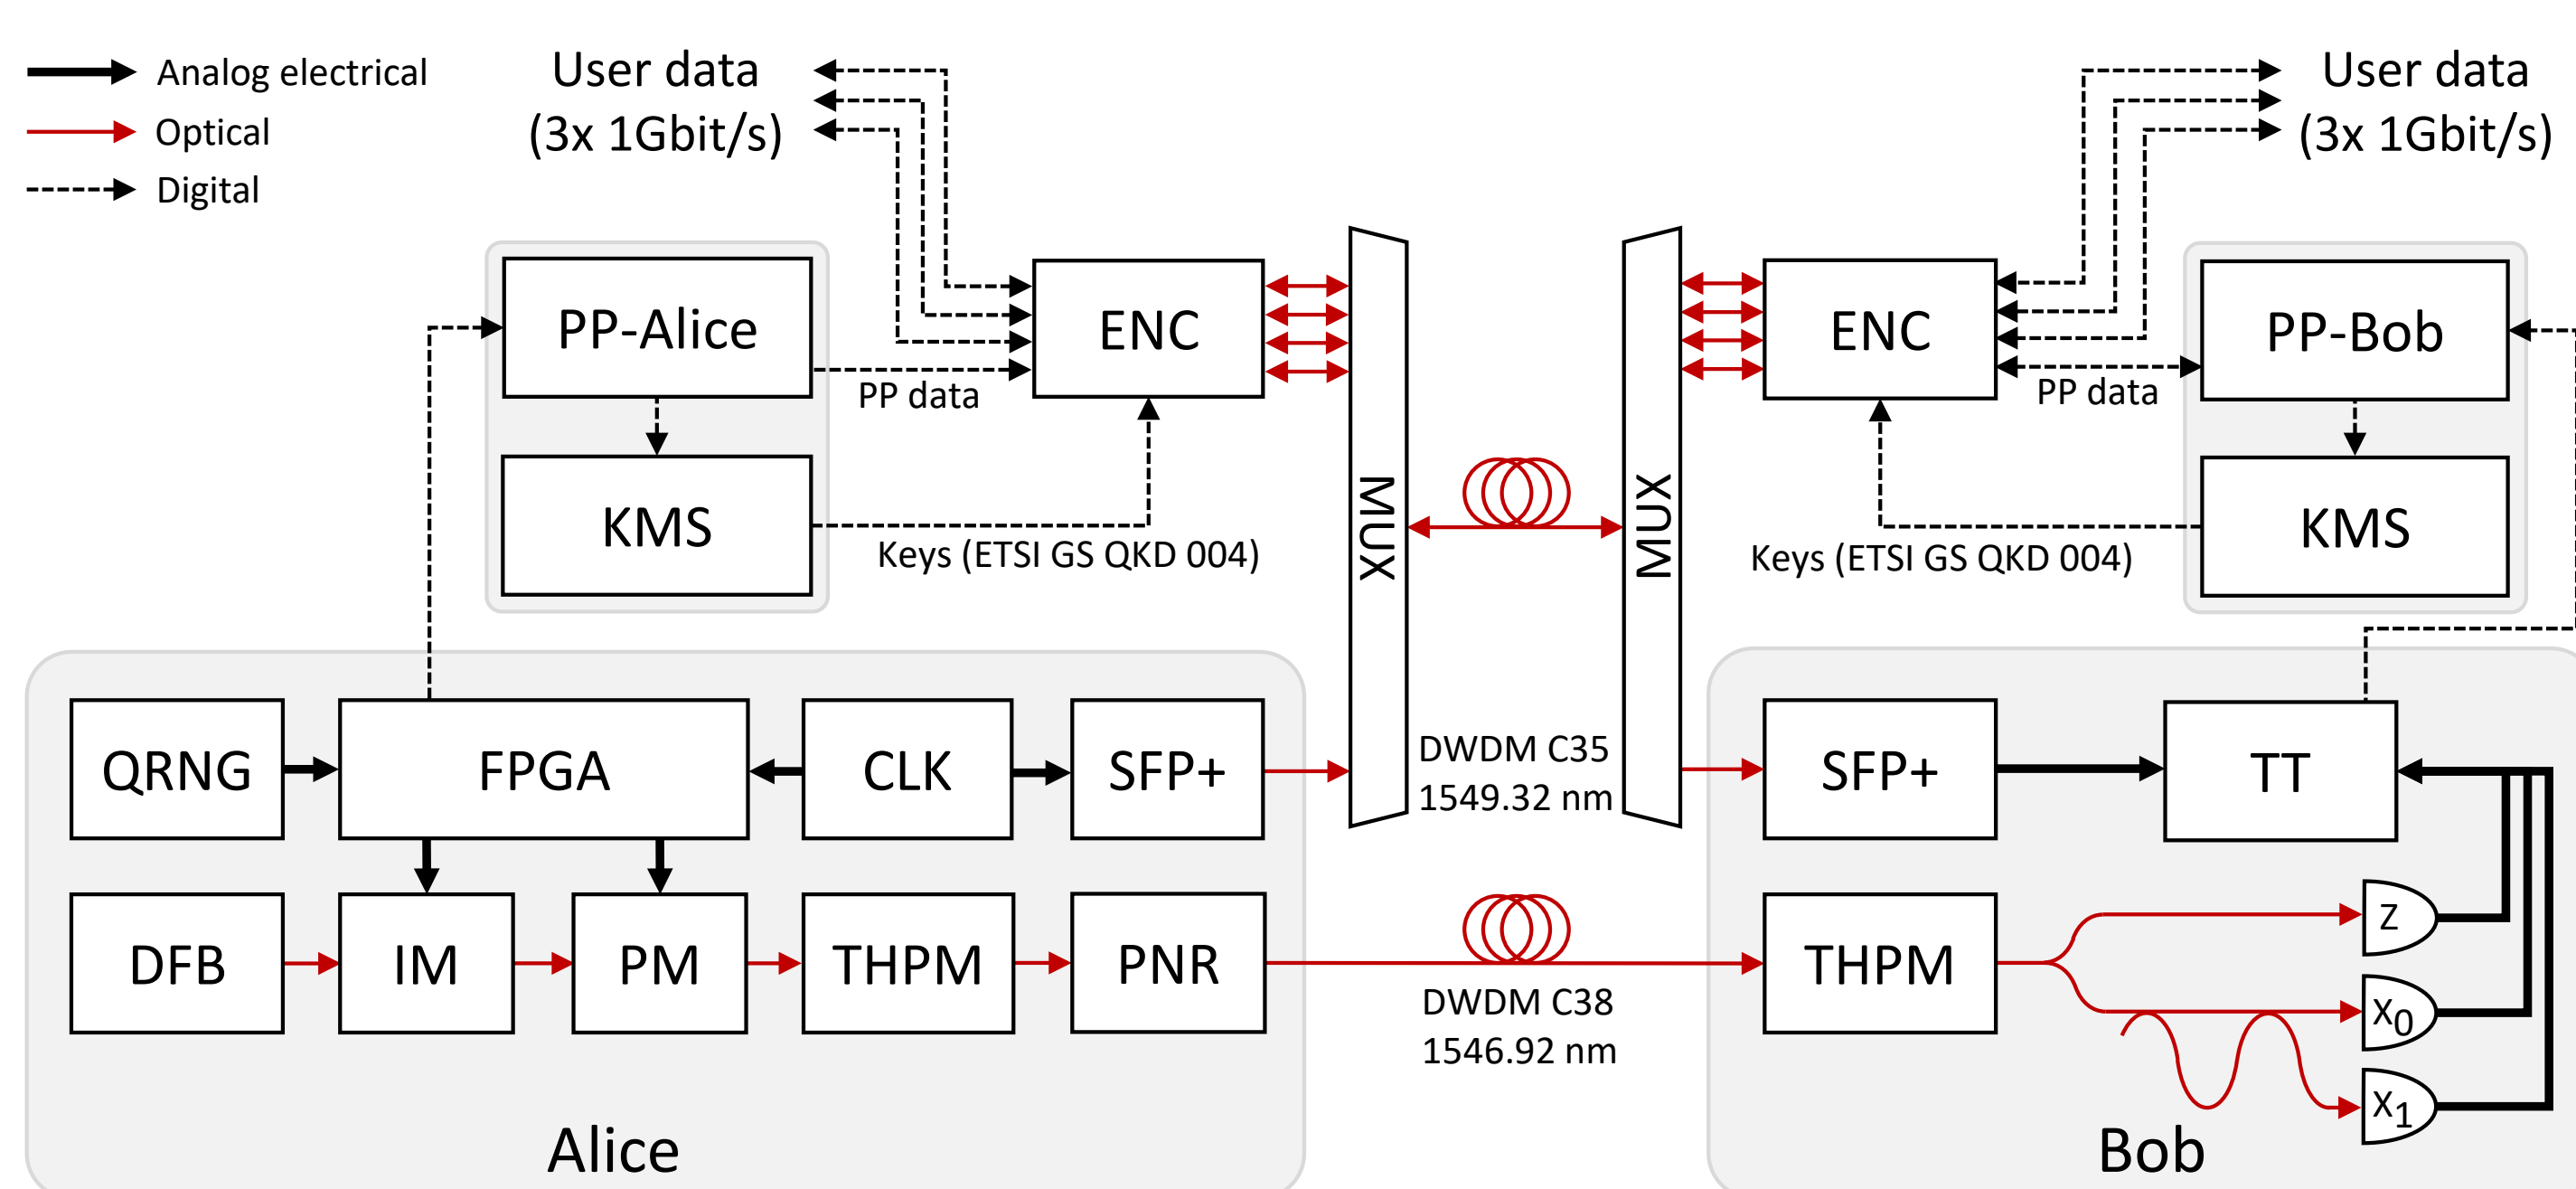 Analog electrical
Optical
Digital
User data
(3x 1Gbit/s)
User data
(3x 1Gbit/s)
PP-Alice
ENC
ENC
PP-Bob
PP data
PP data
KMS
Keys (ETSI GS QKD 004)
MUX
MUX
Keys (ETSI GS QKD 004)
KMS
QRNG
FPGA
CLK
SFP+
DWDM C35
1549.32 nm
SFP+
TT
DFB
IM
PM
THPM
PNR
DWDM C38
1546.92 nm
THPM
Z
X0
X1
Alice
Bob